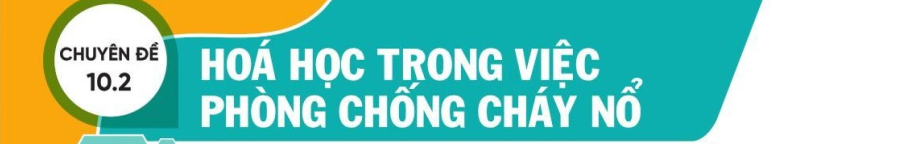 CHUYÊN ĐỀ
10.2
HOÁ HỌC TRONG VIỆC
PHÒNG CHỐNG CHÁY NỔ